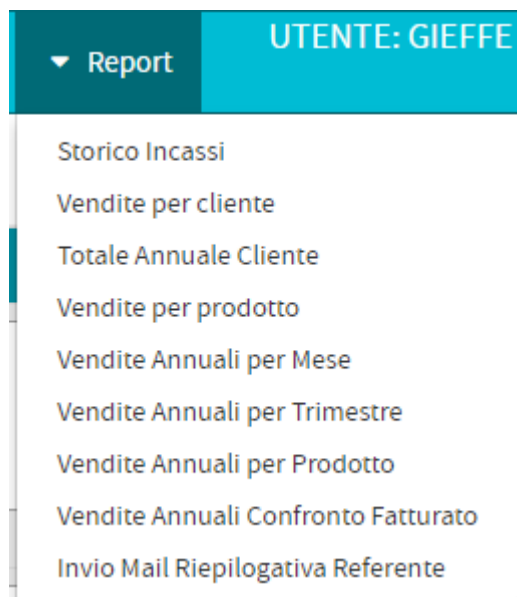 Report
UTENTE: GIEFFE
Storico Incassi
Vendite per cliente
Totale Annuale Cliente
Vendite per prodotto
Vendite Annuali per Mese
Vendite Annuali per Trimestre
Vendite Annuali per Prodotto
Vendite Annuali Confronto Fatturato
Invio Mail Riepilogativa Referente